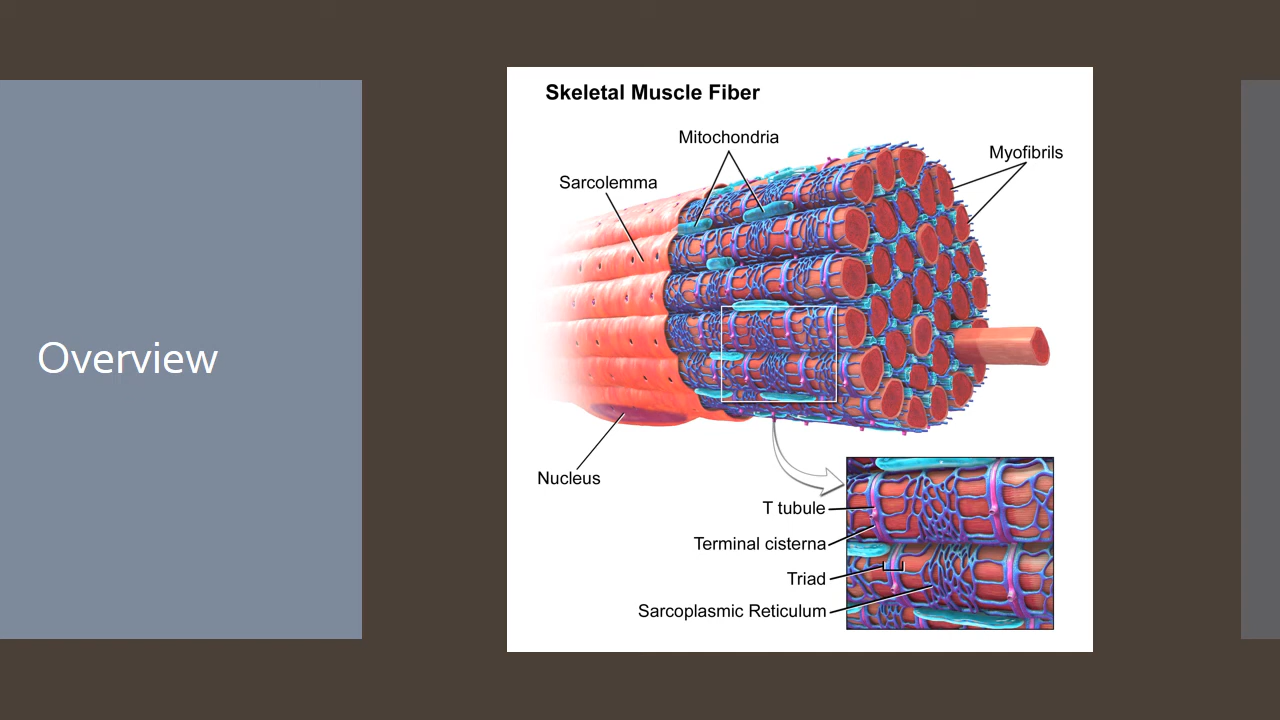 Overview
Skeletal Muscle Fiber
Mitochondria
Myofibrils
Sarcolemma
Nucleus
T tubule
Terminal cisterna
Triad
Sarcoplasmic Reticulum